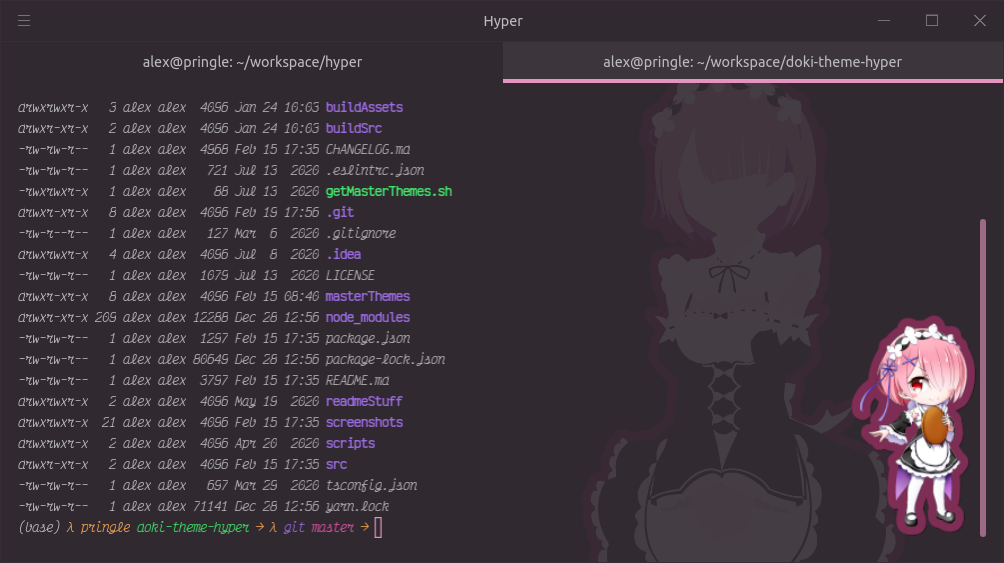 Hyper
alex@pringle: ~/workspace/hyper
alex@pringle: ~/workspace/doki-theme-hyper
drwxrwxr-x 3 alex alex 4096 Jan 24 10:03 buildAssets
drwxr-xr-x 2 alex alex 4096 Jan 24 10:03 buildSrc
-rw-rw-r-- 1 alex alex 4968 Feb 15 17:35 CHANGELOG.md
-rw-rw-r-- 1 alex alex 721 Jul 13 2020 .eslintrc.json
-rwxrwxr-x 1 alex alex 88 Jul 13 2020 getMasterThemes.sh
drwxr-xr-x 8 alex alex 4096 Feb 19 17:56 .git
-rw-r--r-- 1 alex alex 127 Mar 6 2020 .gitignore
drwxr-xr-x 4 alex alex 4096 Jul 8 2020 .idea
-rw-rw-r-- 1 alex alex 1079 Jul 13 2020 LICENSE
drwxr-xr-x 8 alex alex 4096 Feb 15 08:40 masterThemes
drwxr-xr-x 209 alex alex 12288 Dec 28 12:56 node_modules
-rw-rw-r-- 1 alex alex 1297 Feb 15 17:35 package.json
-rw-rw-r-- 1 alex alex 80649 Dec 28 12:56 package-lock.json
-rw-rw-r-- 1 alex alex 3797 Feb 15 17:35 README.md
drwxr-xr-x 2 alex alex 4096 May 19 2020 readmeStuff
drwxr-xr-x 21 alex alex 4096 Feb 15 17:35 screenshots
drwxrwxr-x 2 alex alex 4096 Apr 20 2020 scripts
drwxr-xr-x 2 alex alex 4096 Feb 15 17:35 src
-rw-rw-r-- 1 alex alex 697 Mar 29 2020 tsconfig.json
-rw-rw-r-- 1 alex alex 71141 Dec 28 12:56 yarn.lock
(base) λ pringle doki-theme-hyper → λ git master →